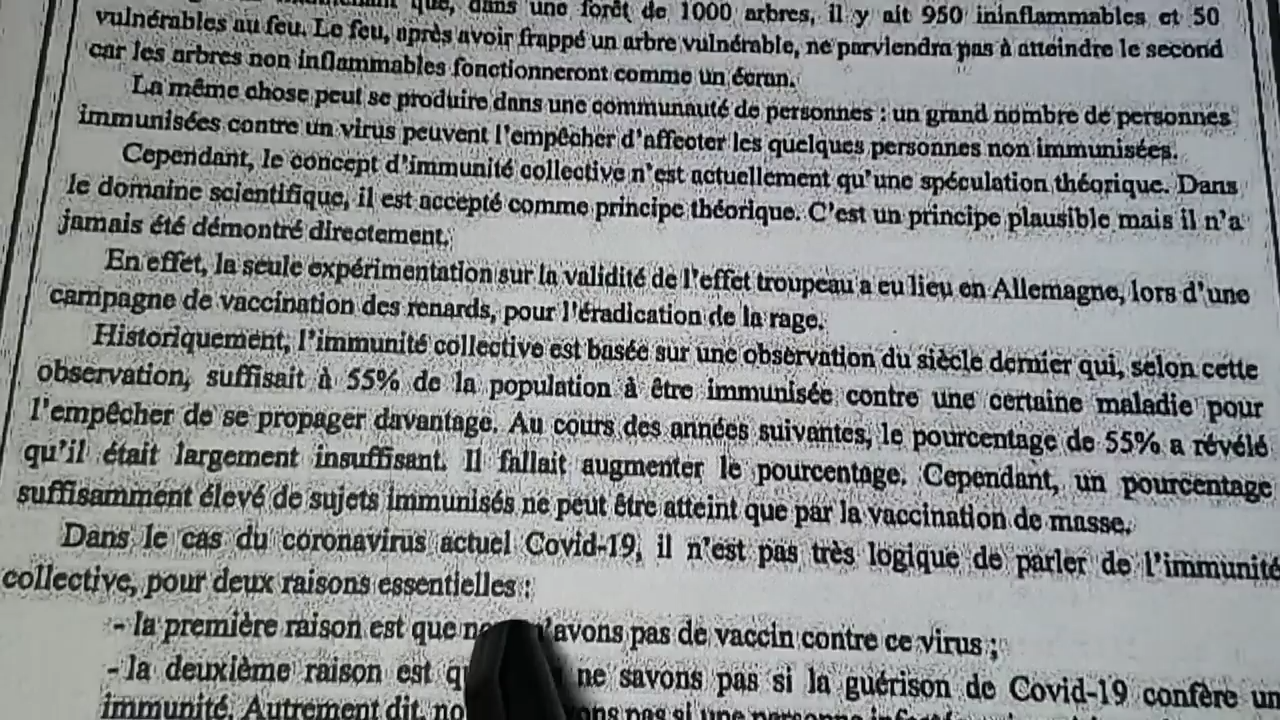 que, dans une forêt de 1000 arbres, il y ait 950 ininflammables et 50
vulnérables au feu. Le feu, après avoir frappé un arbre vulnérable, ne parviendra pas à atteindre le second
car les arbres non inflammables fonctionneront comme un écran.
La même chose peut se produire dans une communauté de personnes : un grand nombre de personnes
immunisées contre un virus peuvent l'empêcher d'affecter les quelques personnes non immunisées.
Cependant, le concept d'immunité collective n'est actuellement qu'une spéculation théorique. Dans
le domaine scientifique, il est accepté comme principe théorique. C'est un principe plausible mais il n'a
jamais été démontré directement.
En effet, la seule expérimentation sur la validité de l'effet troupeau a eu lieu en Allemagne, lors d'une
campagne de vaccination des renards, pour l'éradication de la rage.
Historiquement, l'immunité collective est basée sur une observation du siècle dernier qui, selon cette
observation, suffisait à 55% de la population à être immunisée contre une certaine maladie pour
l'empêcher de se propager davantage. Au cours des années suivantes, le pourcentage de 55% a révélé
qu'il était largement insuffisant. Il fallait augmenter le pourcentage. Cependant, un pourcentage
suffisamment élevé de sujets immunisés ne peut être atteint que par la vaccination de masse.
Dans le cas du coronavirus actuel Covid-19, il n'est pas très logique de parler de l'immunité
collective, pour deux raisons essentielles :
- la première raison est que n'avons pas de vaccin contre ce virus ;
- la deuxième raison est ne savons pas si la guérison de Covid-19 confère un
immunité. Autrement dit, pas si une personne